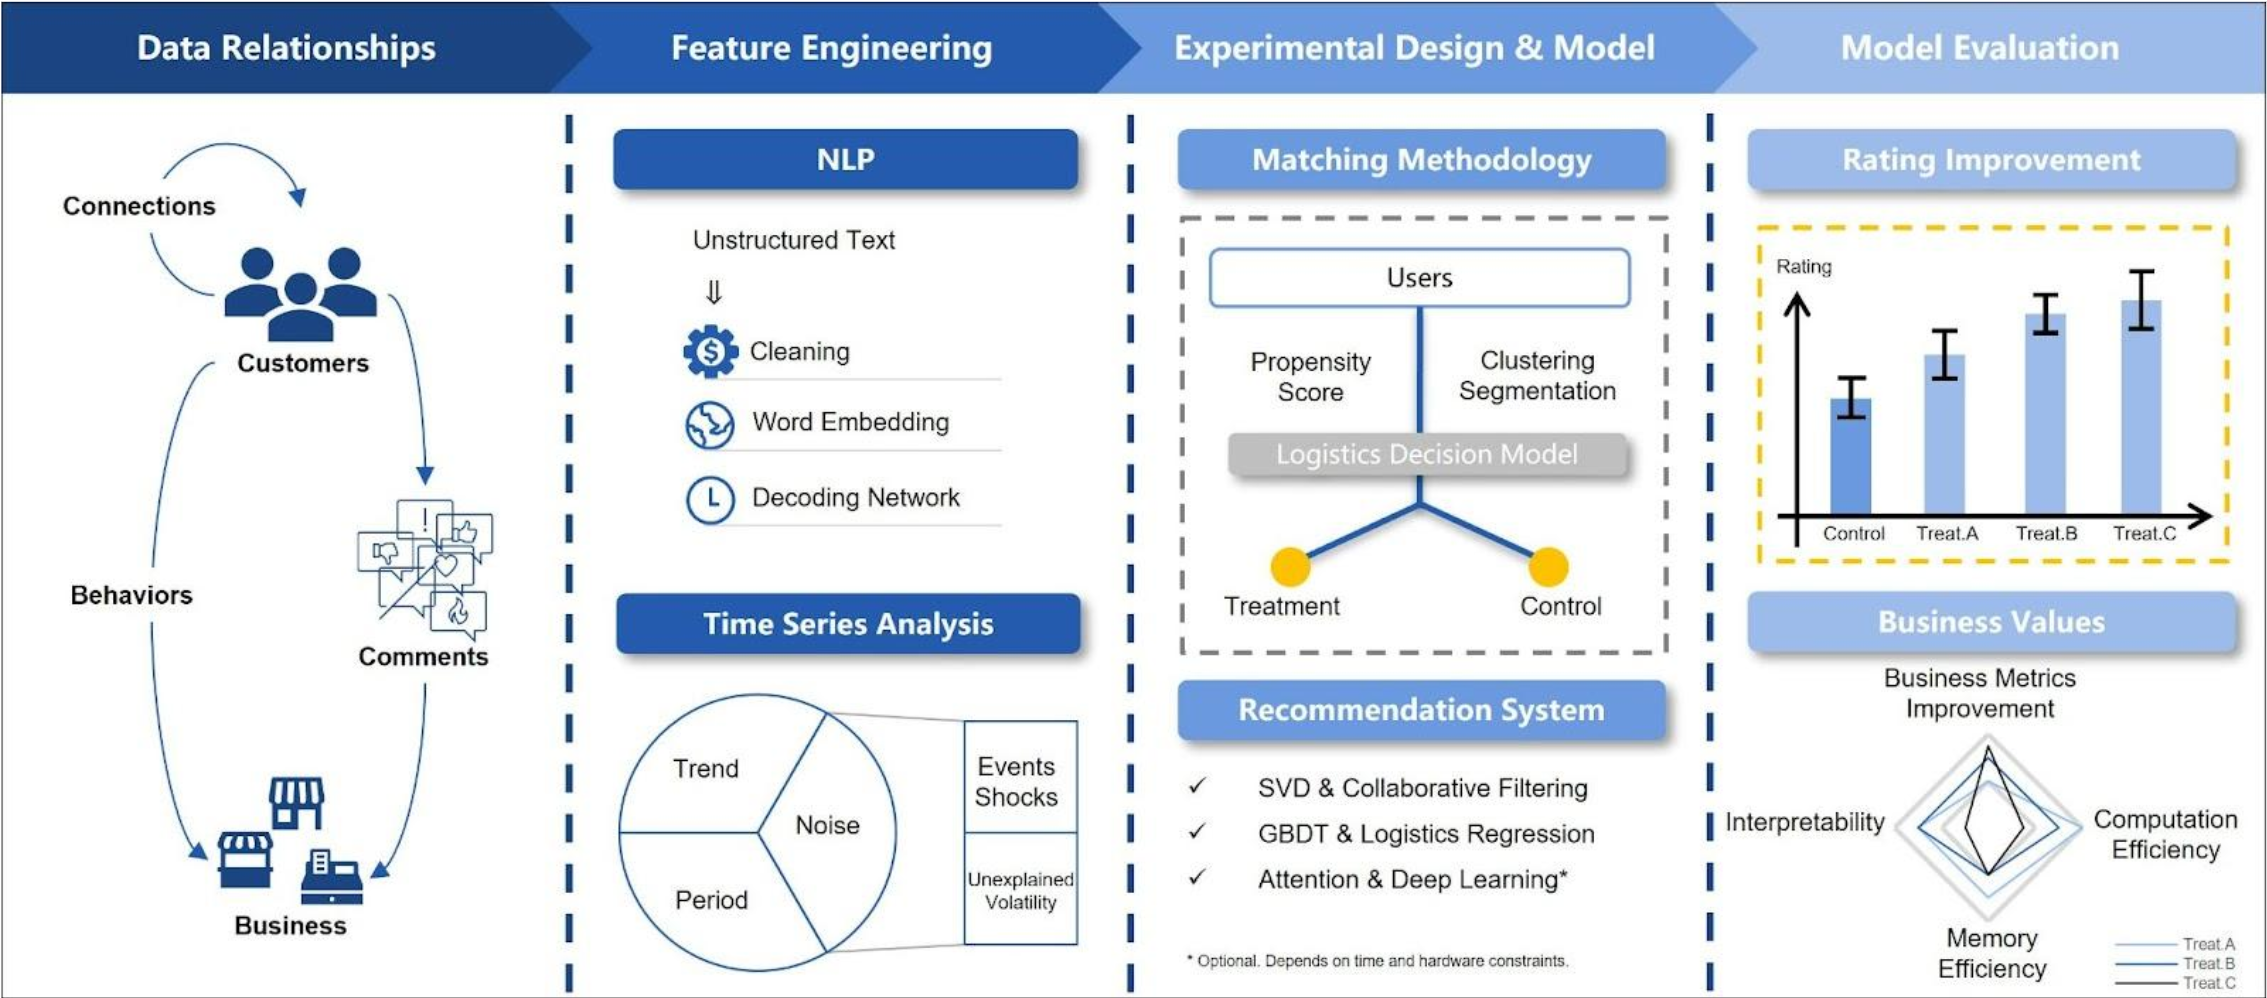 Data Relationships
Feature Engineering
Experimental Design & Model
Model Evaluation
Connections
Customers
Behaviors
Comments
Business
NLP
Unstructured Text
Cleaning
Word Embedding
Decoding Network
Time Series Analysis
Trend
Noise
Period
Events
Shocks
Unexplained
Volatility
Matching Methodology
Users
Propensity
Score
Clustering
Segmentation
Logistics Decision Model
Treatment
Control
Recommendation System
✓ SVD & Collaborative Filtering
✓ GBDT & Logistics Regression
✓ Attention & Deep Learning*
* Optional. Depends on time and hardware constraints.
Rating Improvement
Rating
Control
Treat.A
Treat.B
Treat.C
Business Values
Business Metrics
Improvement
Interpretability
Computation
Efficiency
Memory
Efficiency
Treat.A
Treat.B
Treat.C